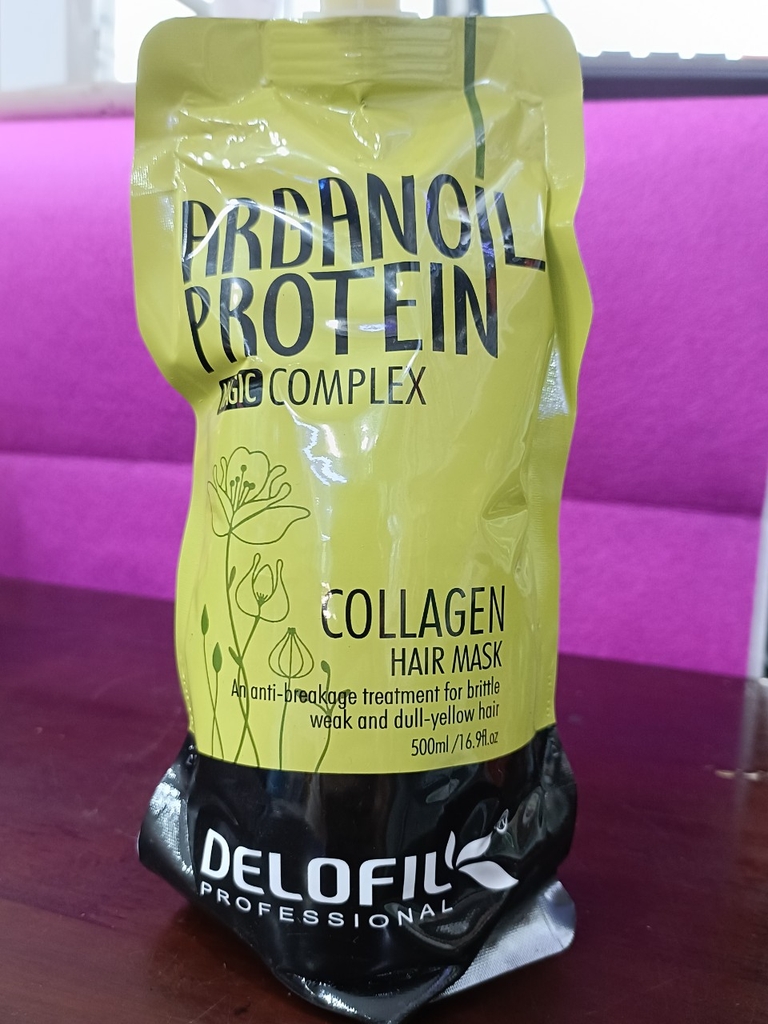 ARDANOIL
PROTEIN
COMPLEX
COLLAGEN
HAIR MASK
An anti-breakage treatment for brittle
weak and dull-yellow hair
500ml/16.9fl.oz
DELOFIL
PROFESSIONAL